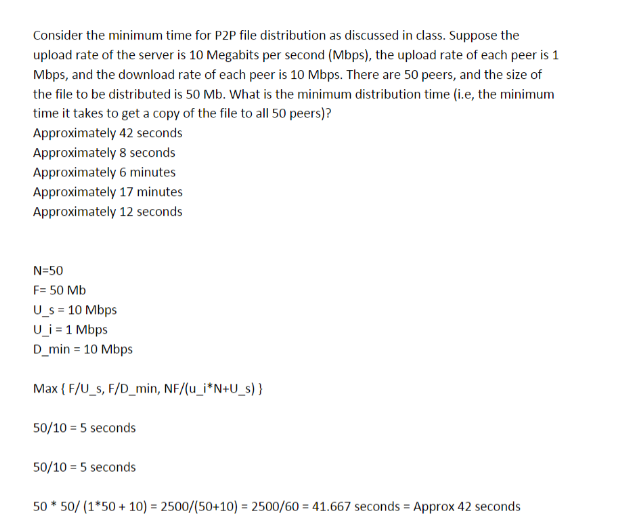 Consider the minimum time for P2P file distribution as discussed in class. Suppose the
upload rate of the server is 10 Megabits per second (Mbps), the upload rate of each peer is 1
Mbps, and the download rate of each peer is 10 Mbps. There are 50 peers, and the size of
the file to be distributed is 50 Mb. What is the minimum distribution time (i.e, the minimum
time it takes to get a copy of the file to all 50 peers)?
Approximately 42 seconds
Approximately 8 seconds
Approximately 6 minutes
Approximately 17 minutes
Approximately 12 seconds
N=50
F= 50 Mb
U_s = 10 Mbps
U_i = 1 Mbps
D_min = 10 Mbps
Max { F/U_s, F/D_min, NF/(u_i*N+U_s) }
50/10 = 5 seconds
50/10 = 5 seconds
50 * 50/ (1*50 + 10) = 2500/(50+10) = 2500/60 = 41.667 seconds = Approx 42 seconds